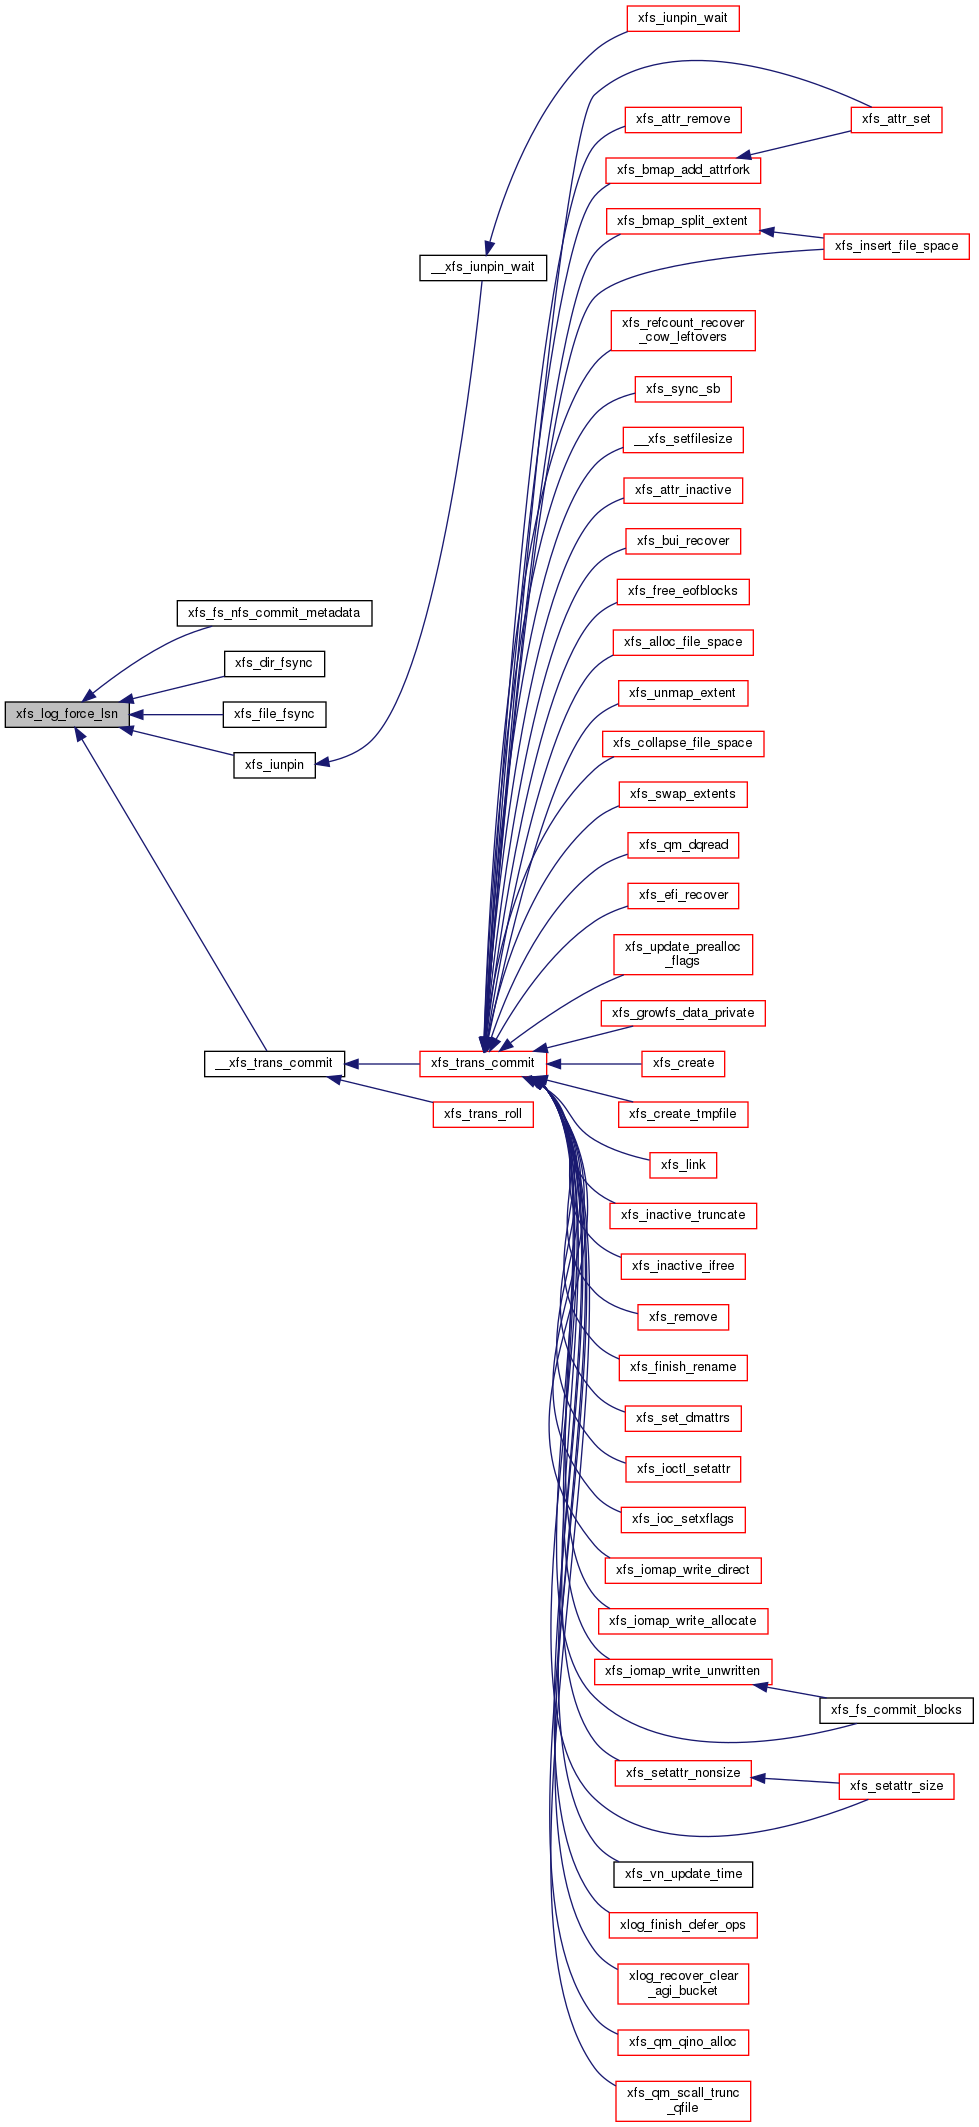 xfs_iunpin_wait
xfs_attr_remove
xfs_attr_set
xfs_bmap_add_attrfork
xfs_bmap_split_extent
xfs_insert_file_space
__xfs_iunpin_wait
xfs_refcount_recover
_cow_leftovers
xfs_sync_sb
__xfs_setfilesize
xfs_attr_inactive
xfs_bui_recover
xfs_free_eofblocks
xfs_fs_nfs_commit_metadata
xfs_alloc_file_space
xfs_dir_fsync
xfs_unmap_extent
xfs_log_force_lsn
xfs_file_fsync
xfs_collapse_file_space
xfs_iunpin
xfs_swap_extents
xfs_qm_dqread
xfs_efi_recover
xfs_update_prealloc
_flags
xfs_growfs_data_private
__xfs_trans_commit
xfs_trans_commit
xfs_create
xfs_trans_roll
xfs_create_tmpfile
xfs_link
xfs_inactive_truncate
xfs_inactive_ifree
xfs_remove
xfs_finish_rename
xfs_set_dmattrs
xfs_ioctl_setattr
xfs_ioc_setxflags
xfs_iomap_write_direct
xfs_iomap_write_allocate
xfs_iomap_write_unwritten
xfs_fs_commit_blocks
xfs_setattr_nonsize
xfs_setattr_size
xfs_vn_update_time
xlog_finish_defer_ops
xlog_recover_clear
_agi_bucket
xfs_qm_qino_alloc
xfs_qm_scall_trunc
_qfile